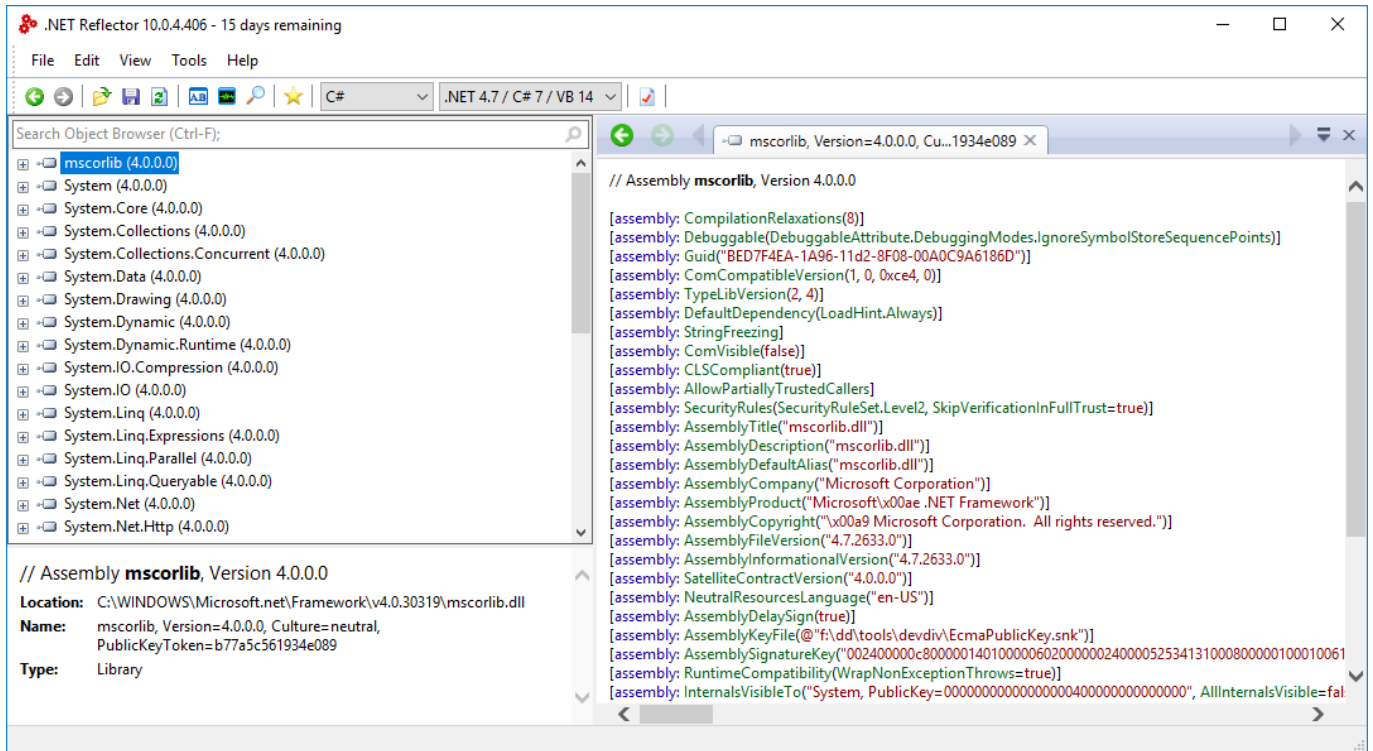 .NET Reflector 10.0.4.406 - 15 days remaining
File Edit View Tools Help
C# .NET 4.7 / C# 7 / VB 14
Search Object Browser (Ctrl-F);
mscorlib (4.0.0.0)
System (4.0.0.0)
System.Core (4.0.0.0)
System.Collections (4.0.0.0)
System.Collections.Concurrent (4.0.0.0)
System.Data (4.0.0.0)
System.Drawing (4.0.0.0)
System.Dynamic (4.0.0.0)
System.Dynamic.Runtime (4.0.0.0)
System.IO.Compression (4.0.0.0)
System.IO (4.0.0.0)
System.Linq (4.0.0.0)
System.Linq.Expressions (4.0.0.0)
System.Linq.Parallel (4.0.0.0)
System.Linq.Queryable (4.0.0.0)
System.Net (4.0.0.0)
System.Net.Http (4.0.0.0)
// Assembly mscorlib, Version 4.0.0.0
Location: C:\WINDOWS\Microsoft.net\Framework\v4.0.30319\mscorlib.dll
Name: mscorlib, Version=4.0.0.0, Culture=neutral,
PublicKeyToken=b77a5c561934e089
Type: Library
mscorlib, Version=4.0.0.0, Cu...1934e089
// Assembly mscorlib, Version 4.0.0.0
[assembly: CompilationRelaxations(8)]
[assembly: Debuggable(DebuggableAttribute.DebuggingModes.IgnoreSymbolStoreSequencePoints)]
[assembly: Guid("BED7F4EA-1A96-11d2-8F08-00A0C9A6186D")]
[assembly: ComCompatibleVersion(1, 0, 0xce4, 0)]
[assembly: TypeLibVersion(2, 4)]
[assembly: DefaultDependency(LoadHint.Always)]
[assembly: StringFreezing]
[assembly: ComVisible(false)]
[assembly: CLSCompliant(true)]
[assembly: AllowPartiallyTrustedCallers]
[assembly: SecurityRules(SecurityRuleSet.Level2, SkipVerificationInFullTrust=true)]
[assembly: AssemblyTitle("mscorlib.dll")]
[assembly: AssemblyDescription("mscorlib.dll")]
[assembly: AssemblyDefaultAlias("mscorlib.dll")]
[assembly: AssemblyCompany("Microsoft Corporation")]
[assembly: AssemblyProduct("Microsoft\x00ae .NET Framework")]
[assembly: AssemblyCopyright("\x00a9 Microsoft Corporation.  All rights reserved.")]
[assembly: AssemblyFileVersion("4.7.2633.0")]
[assembly: AssemblyInformationalVersion("4.7.2633.0")]
[assembly: SatelliteContractVersion("4.0.0.0")]
[assembly: NeutralResourcesLanguage("en-US")]
[assembly: AssemblyDelaySign(true)]
[assembly: AssemblyKeyFile(@"f:\dd\tools\devdiv\EcmaPublicKey.snk")]
[assembly: AssemblySignatureKey("002400000c80000014010000060200000024000052534131000800000100010061
[assembly: RuntimeCompatibility(WrapNonExceptionThrows=true)]
[assembly: InternalsVisibleTo("System, PublicKey=00000000000000000400000000000000", AllInternalsVisible=fal